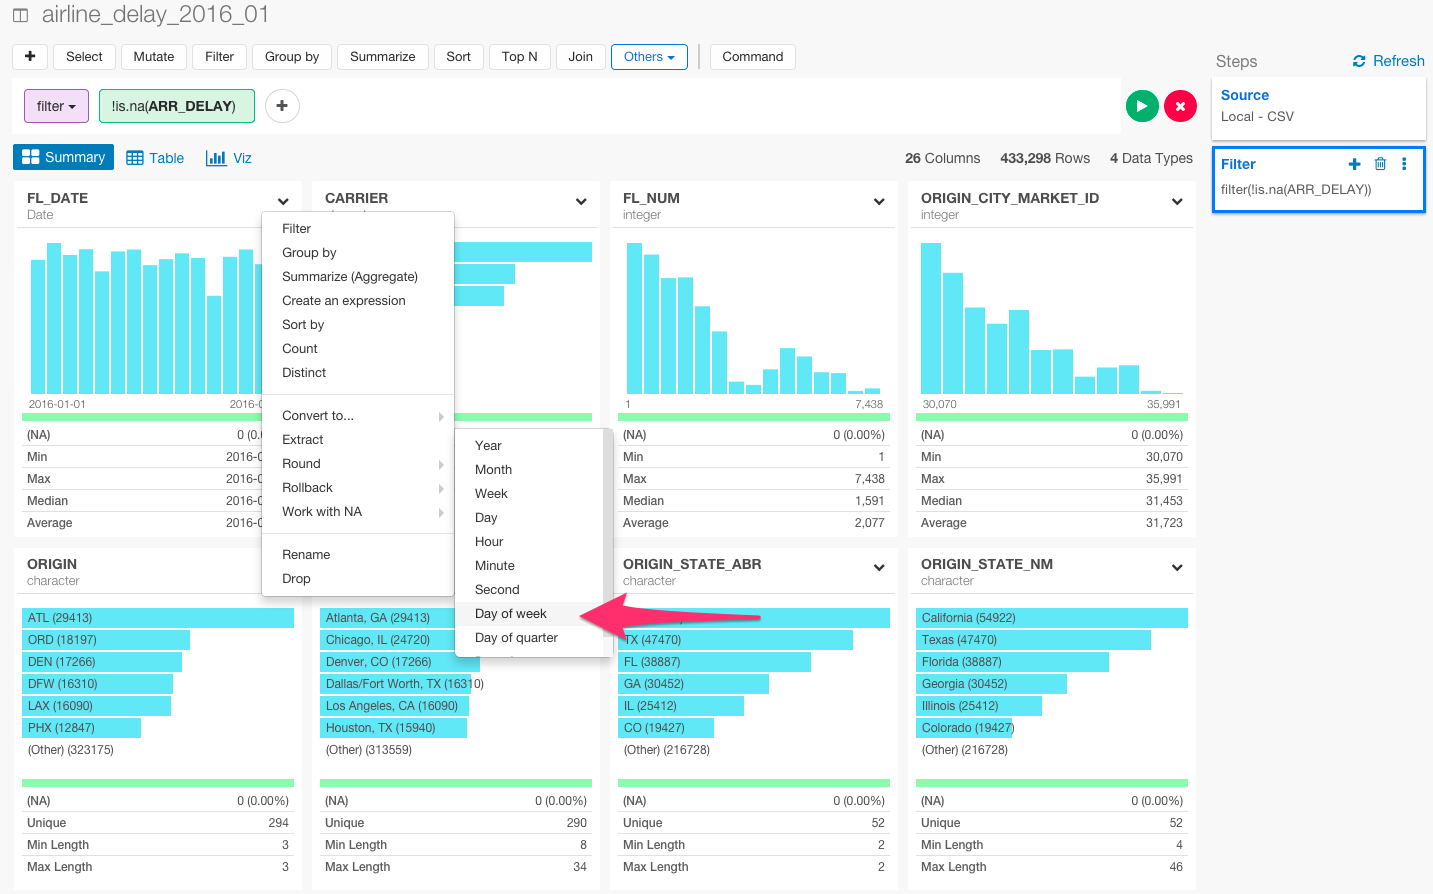 airline_delay_2016_01
+ Select Mutate Filter Group by Summarize Sort Top N Join Others Command
filter !is.na(ARR_DELAY) +
Steps Refresh
Source
Local - CSV
Filter
filter(!is.na(ARR_DELAY))
Summary Table Viz 26 Columns 433,298 Rows 4 Data Types
FL_DATE
Date
2016-01-01 2016-0
(NA) 0 (0.0
Min 2016-0
Max 2016-0
Median 2016-0
Average 2016-0
CARRIER
Filter
Group by
Summarize (Aggregate)
Create an expression
Sort by
Count
Distinct
Convert to...
Extract
Round
Rollback
Work with NA
Rename
Drop
Year
Month
Week
Day
Hour
Minute
Second
Day of week
Day of quarter
FL_NUM
integer
1 7,438
(NA) 0 (0.00%)
Min 1
Max 7,438
Median 1,591
Average 2,077
ORIGIN_CITY_MARKET_ID
integer
30,070 35,991
(NA) 0 (0.00%)
Min 30,070
Max 35,991
Median 31,453
Average 31,723
ORIGIN
character
ATL (29413)
ORD (18197)
DEN (17266)
DFW (16310)
LAX (16090)
PHX (12847)
(Other) (323175)
(NA) 0 (0.00%)
Unique 294
Min Length 3
Max Length 3
Atlanta, GA (29413)
Chicago, IL (24720)
Denver, CO (17266)
Dallas/Fort Worth, TX (16310)
Los Angeles, CA (16090)
Houston, TX (15940)
(Other) (313559)
(NA) 0 (0.00%)
Unique 290
Min Length 8
Max Length 34
ORIGIN_STATE_ABR
character
TX (47470)
FL (38887)
GA (30452)
IL (25412)
CO (19427)
(Other) (216728)
(NA) 0 (0.00%)
Unique 52
Min Length 2
Max Length 2
ORIGIN_STATE_NM
character
California (54922)
Texas (47470)
Florida (38887)
Georgia (30452)
Illinois (25412)
Colorado (19427)
(Other) (216728)
(NA) 0 (0.00%)
Unique 52
Min Length 4
Max Length 46